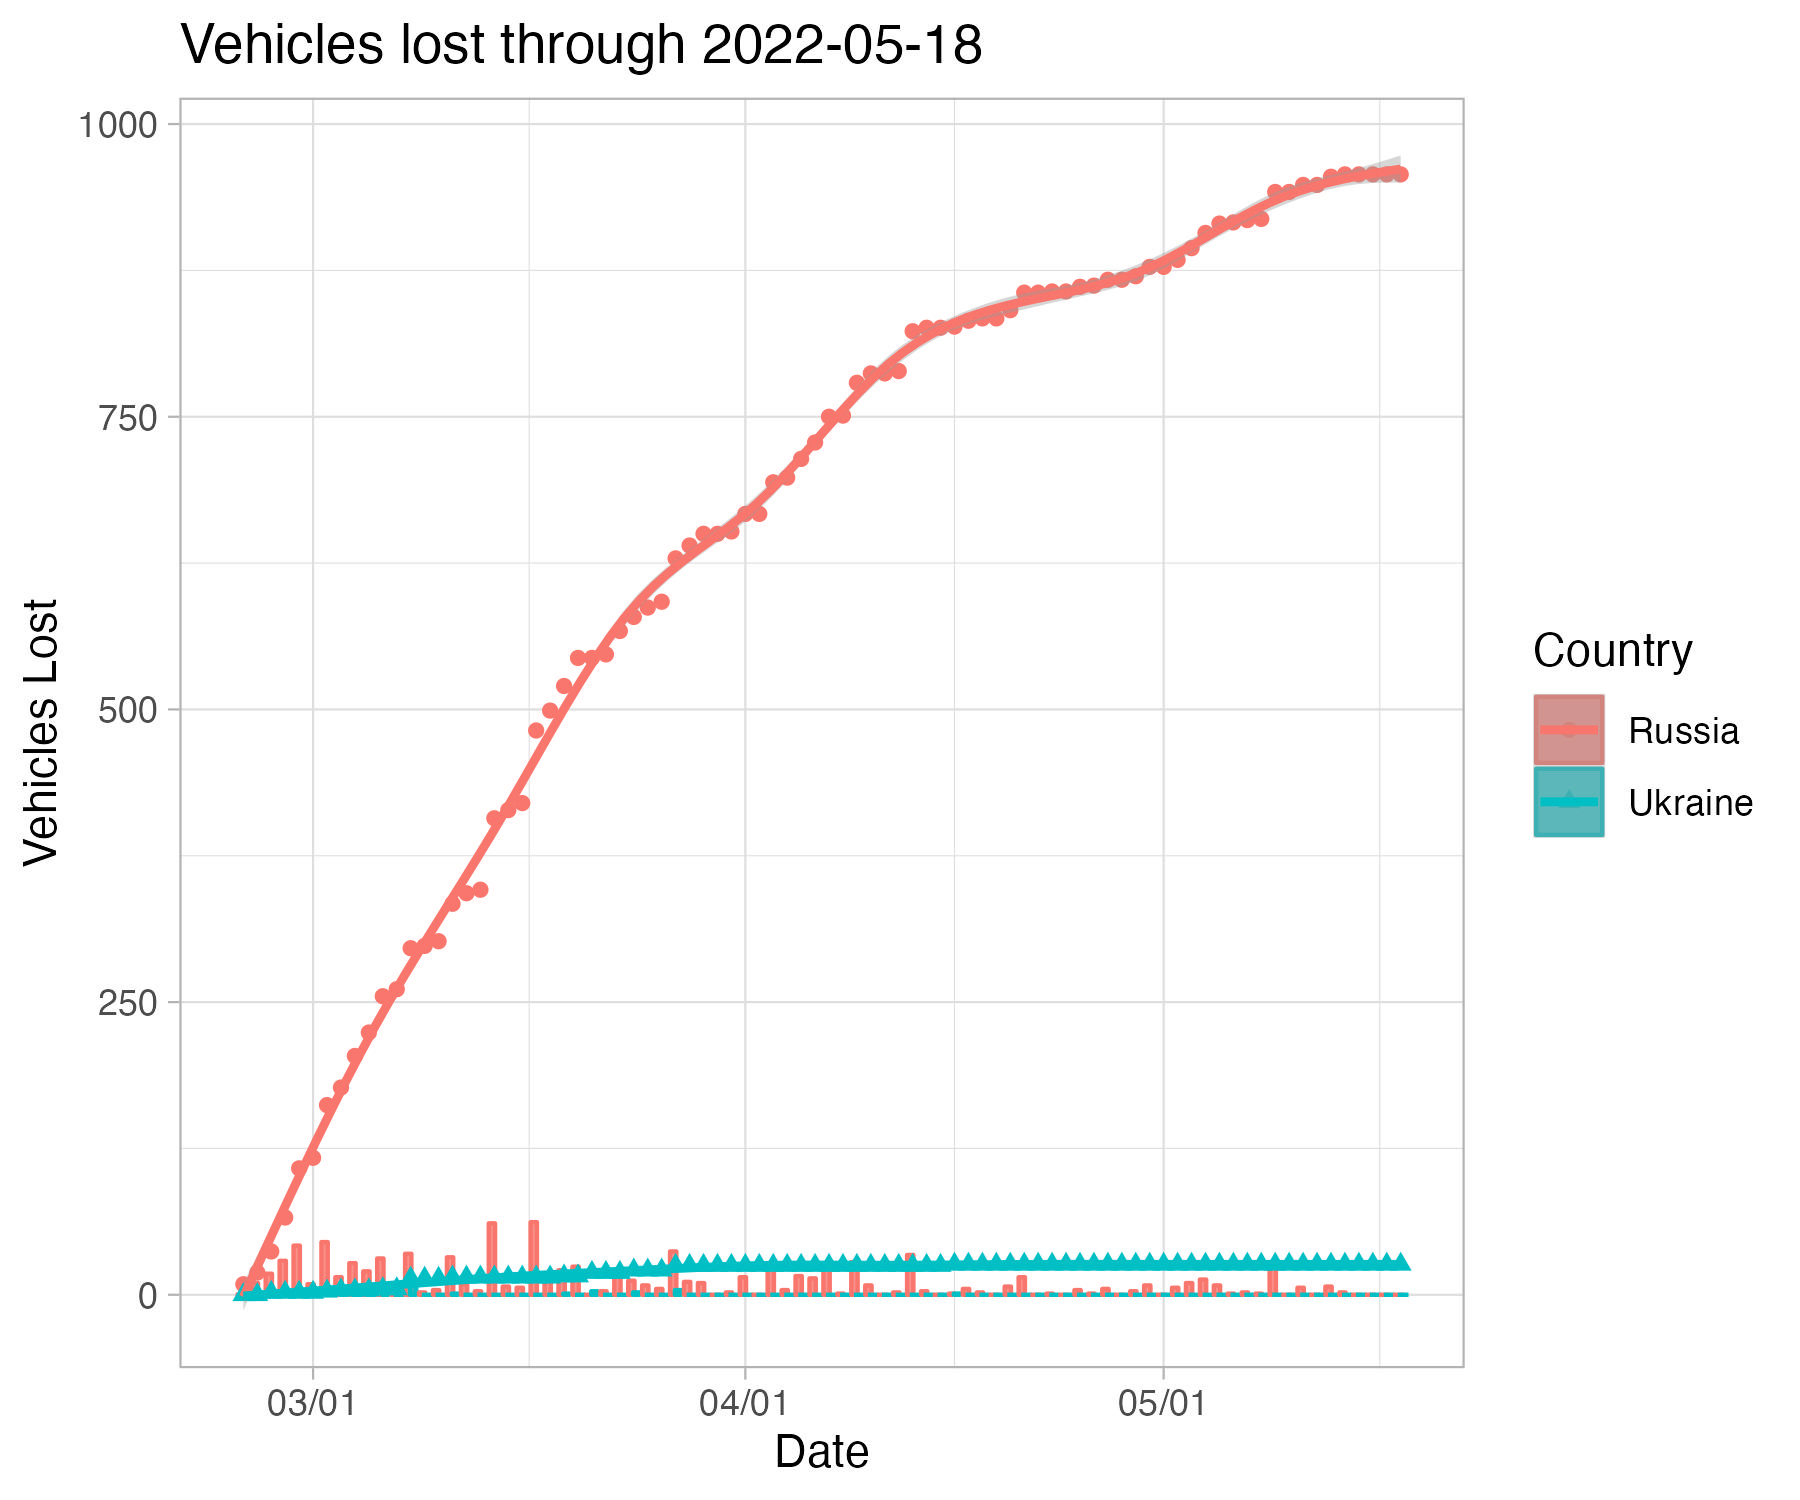 Vehicles lost through 2022-05-18
1000
750
500
250
0
Vehicles Lost
03/01
04/01
05/01
Date
Country
Russia
Ukraine